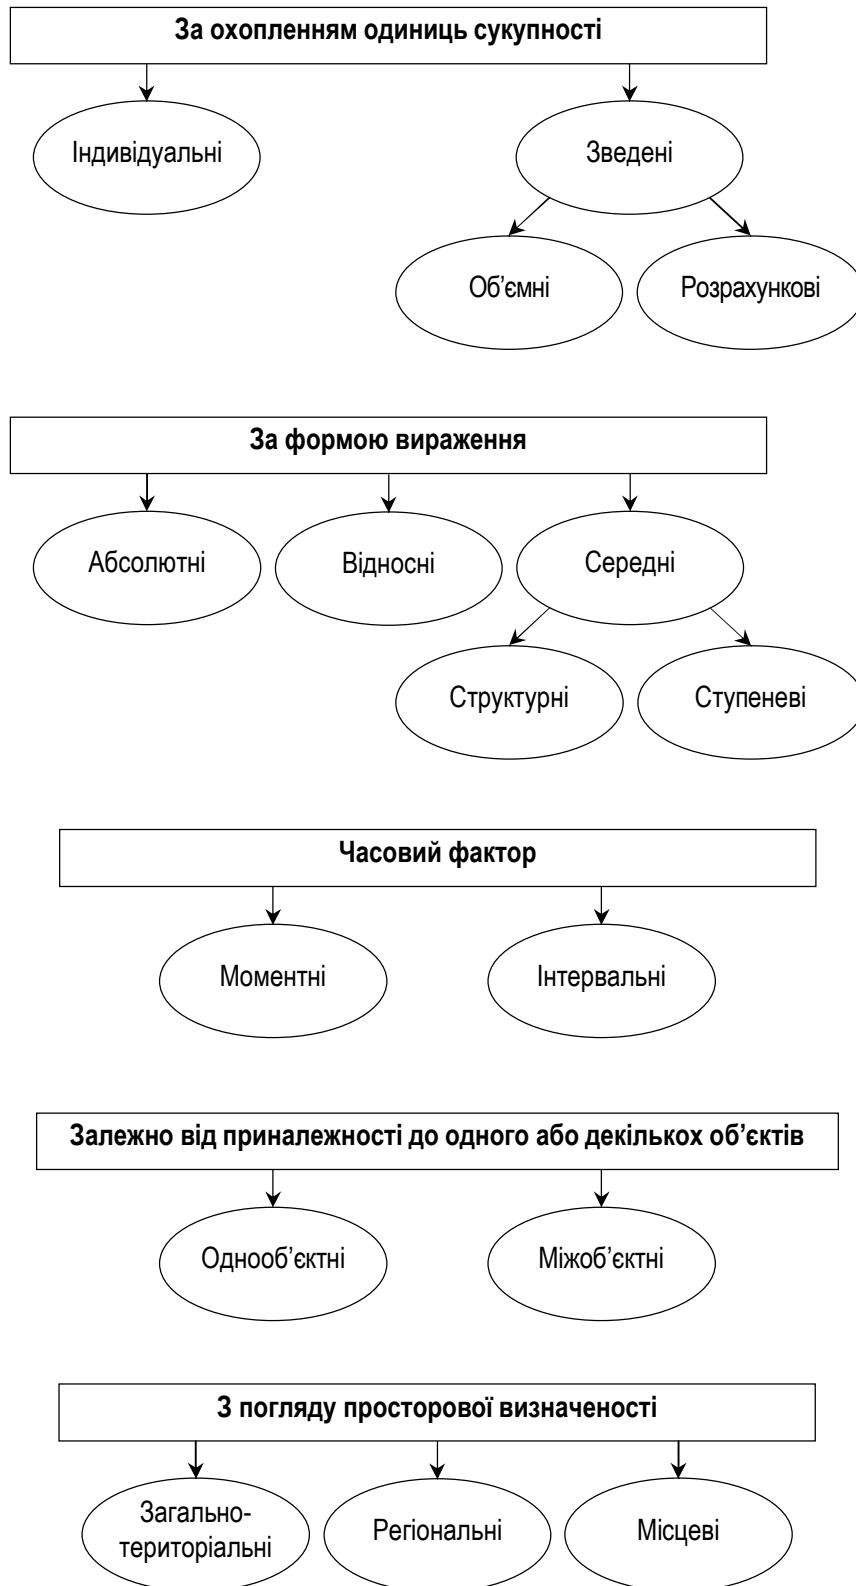 За охопленням одиниць сукупності
Індивідуальні
Зведені
Об’ємні
Розрахункові
За формою вираження
Абсолютні
Відносні
Середні
Структурні
Ступеневі
Часовий фактор
Моментні
Інтервальні
Залежно від приналежності до одного або декількох об’єктів
Однооб’єктні
Міжоб’єктні
З погляду просторової визначеності
Загально-
територіальні
Регіональні
Місцеві